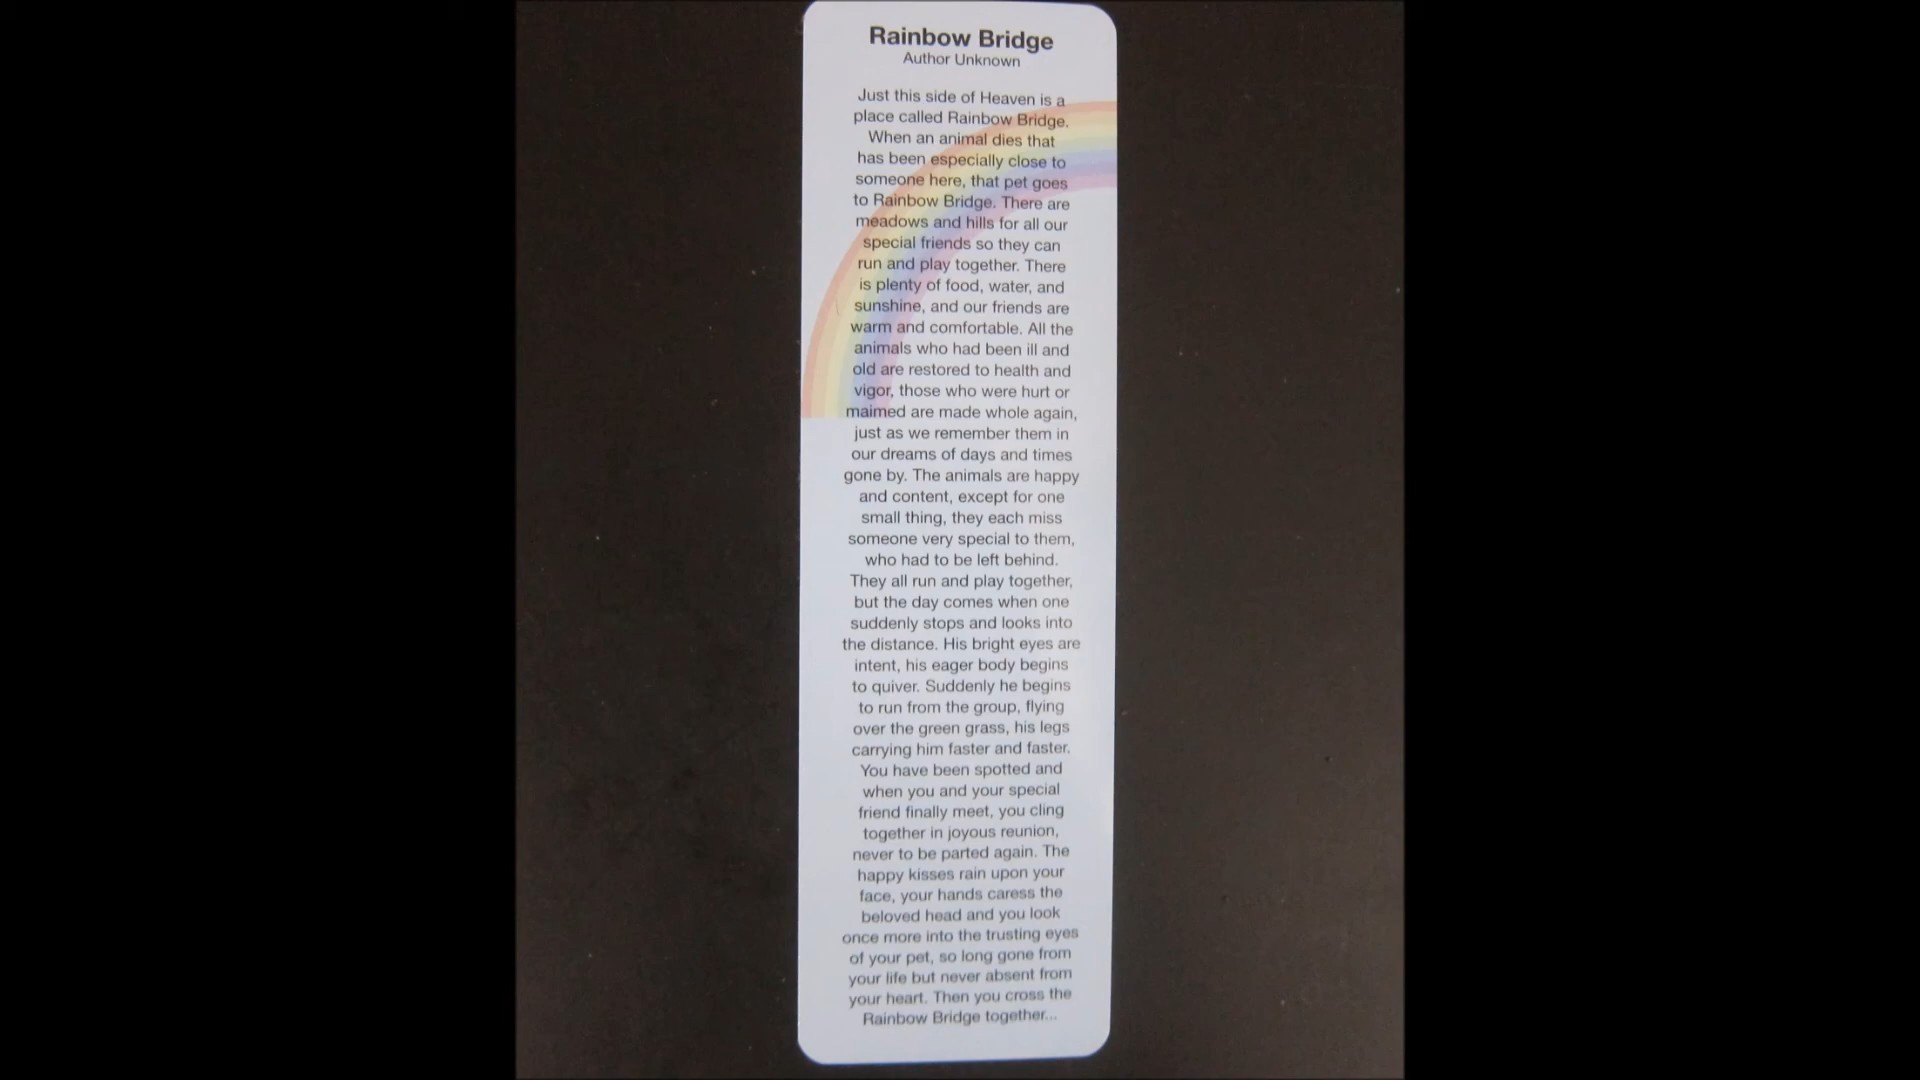 Rainbow Bridge
Author Unknown
Just this side of Heaven is a
place called Rainbow Bridge.
When an animal dies that
has been especially close to
someone here, that pet goes
to Rainbow Bridge. There are
meadows and hills for all our
special friends so they can
run and play together. There
is plenty of food, water, and
sunshine, and our friends are
warm and comfortable. All the
animals who had been ill and
old are restored to health and
vigor, those who were hurt or
maimed are made whole again,
just as we remember them in
our dreams of days and times
gone by. The animals are happy
and content, except for one
small thing, they each miss
someone very special to them,
who had to be left behind.
They all run and play together,
but the day comes when one
suddenly stops and looks into
the distance. His bright eyes are
intent, his eager body begins
to quiver. Suddenly he begins
to run from the group, flying
over the green grass, his legs
carrying him faster and faster.
You have been spotted and
when you and your special
friend finally meet, you cling
together in joyous reunion,
never to be parted again. The
happy kisses rain upon your
face, your hands caress the
beloved head and you look
once more into the trusting eyes
of your pet, so long gone from
your life but never absent from
your heart. Then you cross the
Rainbow Bridge together...